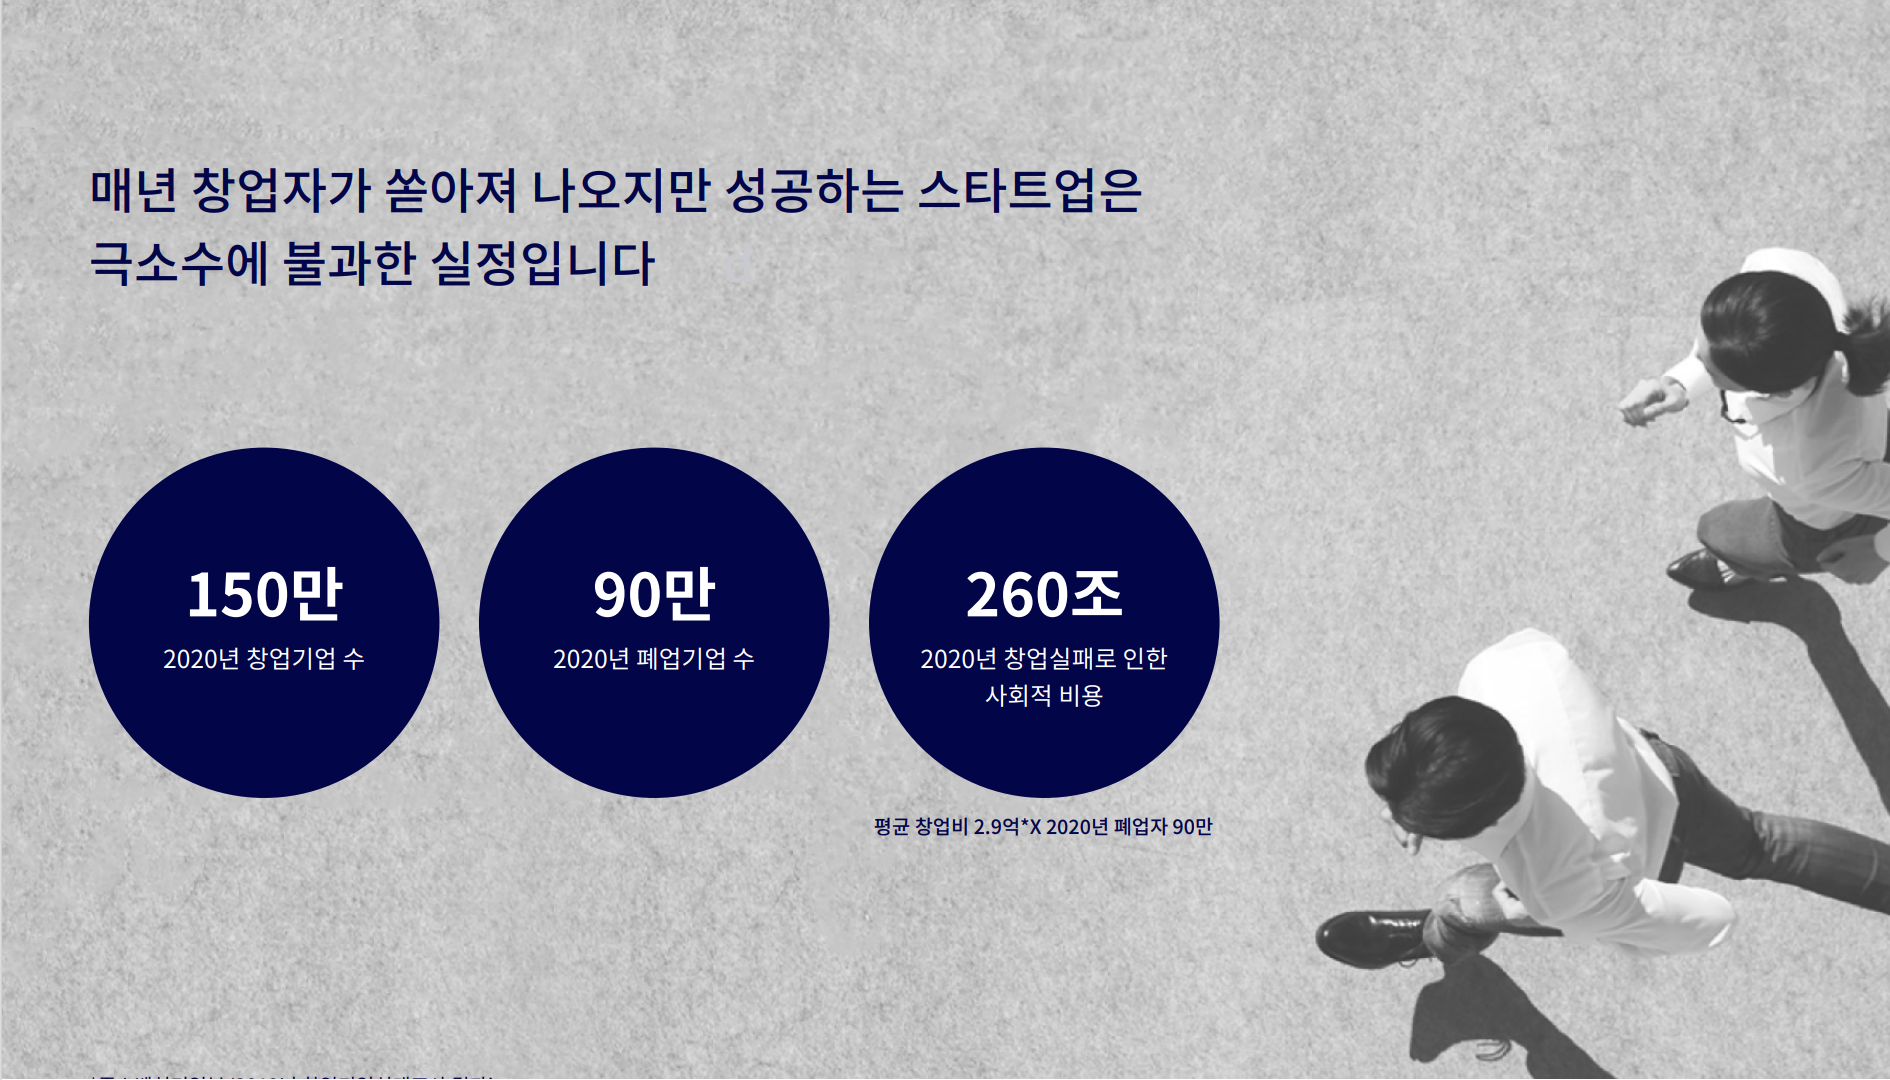 매년 창업자가 쏟아져 나오지만 성공하는 스타트업은
극소수에 불과한 실정입니다
150만
2020년 창업기업 수
90만
2020년 폐업기업 수
260조
2020년 창업실패로 인한
사회적 비용
평균 창업비 2.9억*X 2020년 폐업자 90만